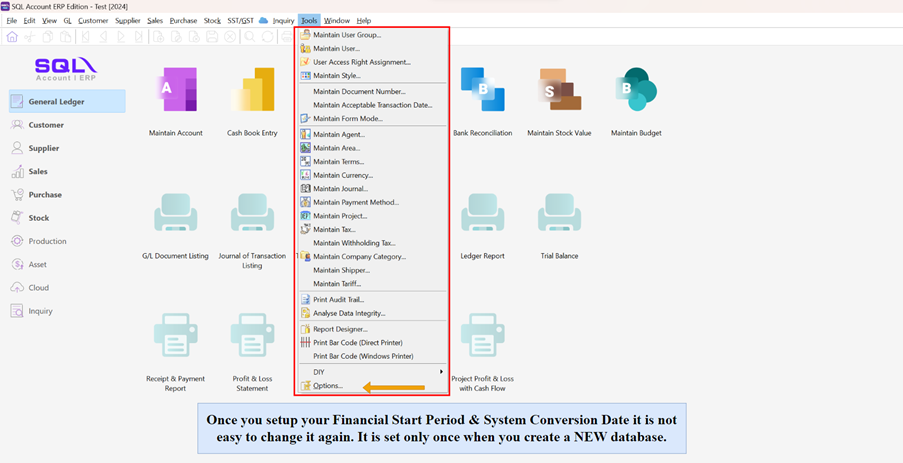 SQL Account ERP Edition - Test [2024]
File Edit View GL Customer Supplier Sales Purchase Stock SST/GST Inquiry Tools Window Help
SQL
Account | ERP
General Ledger
Customer
Supplier
Sales
Purchase
Stock
Production
Asset
Cloud
Inquiry
A
Maintain Account
Cash Book Entry
Maintain User Group...
Maintain User...
User Access Right Assignment...
Maintain Style...
Maintain Document Number...
Maintain Acceptable Transaction Date...
Maintain Form Mode...
Maintain Agent...
Maintain Area...
Maintain Terms...
Maintain Currency...
Maintain Journal...
Maintain Payment Method...
Maintain Project...
Maintain Tax...
Maintain Withholding Tax...
Maintain Company Category...
Maintain Shipper...
Maintain Tariff...
Print Audit Trail...
Analyse Data Integrity...
Report Designer...
Print Bar Code (Direct Printer)
Print Bar Code (Windows Printer)
DIY
Options...
B
Bank Reconciliation
S
Maintain Stock Value
B
Maintain Budget
G/L Document Listing
Journal of Transaction
Listing
Ledger Report
Trial Balance
Receipt & Payment
Report
Profit & Loss
Statement
Project Profit & Loss
with Cash Flow
Once you setup your Financial Start Period & System Conversion Date it is not
easy to change it again. It is set only once when you create a NEW database.